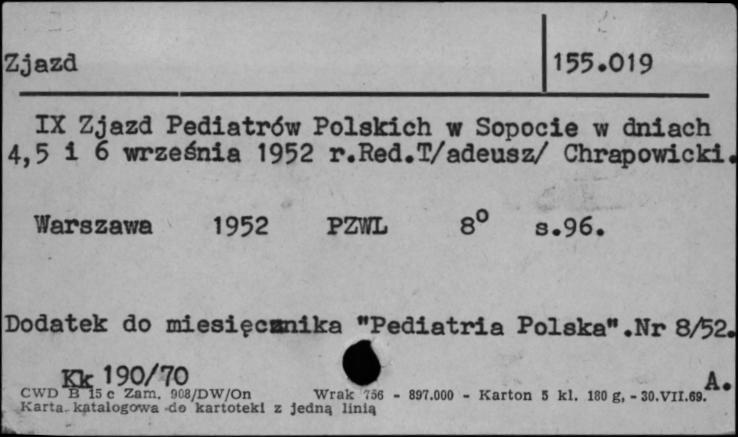 Zjazd 155.019
IX Zjazd Pediatrów Polskich w Sopocie w dniach
4,5 i 6 września 1952 r.Red.T/adeusz/ Chrapowicki.
Warszawa 1952 PZWL 8° s.96.
Dodatek do miesięcznika "Pediatria Polska".Nr 8/52.
Kk 190/70 A.
CWD B 15 c Zam. 908/DW/On Wrak 756 - 897.000 - Karton 5 kl. 180 g, - 30.VII.69.
Karta katalogowa do kartoteki z jedną linią